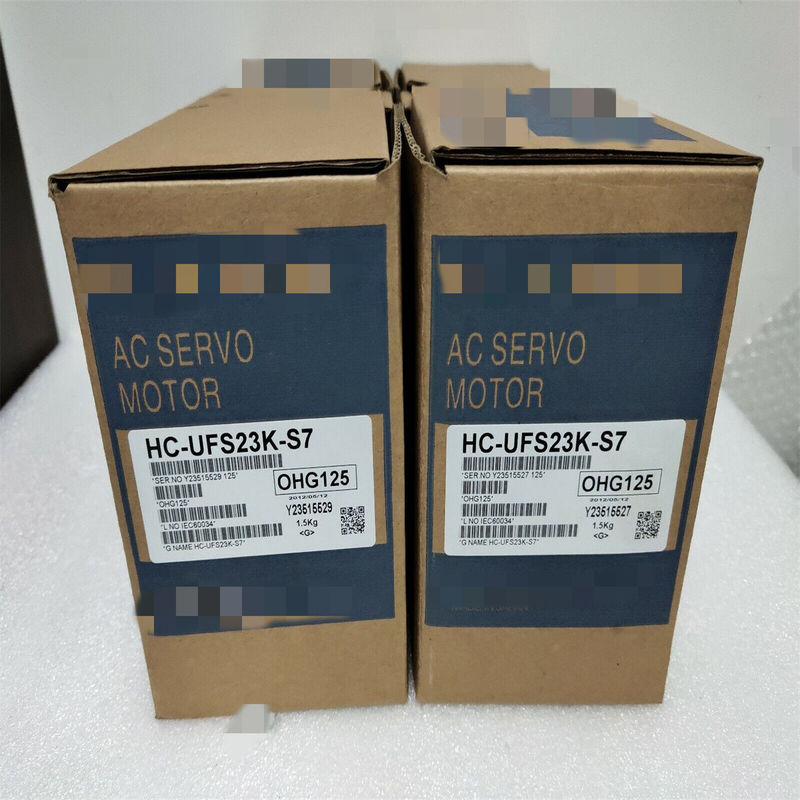 AC SERVO
MOTOR
HC-UFS23K-S7
"SER.NO Y23515529 125"
OHG125
2012/05/12
"OHG125"
Y23515529
"L NO IEC60034"
1.5Kg
<G>
"G NAME HC-UFS23K-S7"
AC SERVO
MOTOR
HC-UFS23K-S7
"SER.NO Y23515527 125"
OHG125
2012/05/12
"OHG125"
Y23515527
"L NO IEC60034"
1.5Kg
<G>
"G NAME HC-UFS23K-S7"